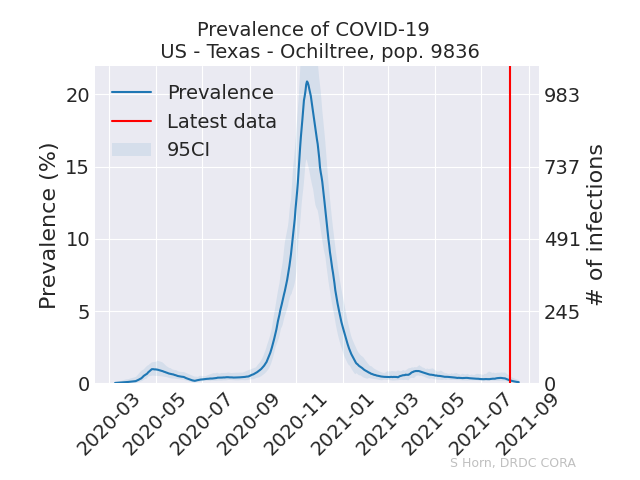 Prevalence of COVID-19
US - Texas - Ochiltree, pop. 9836
Prevalence
Latest data
95CI
Prevalence (%)
20
15
10
5
0
# of infections
983
737
491
245
0
2020-03
2020-05
2020-07
2020-09
2020-11
2021-01
2021-03
2021-05
2021-07
2021-09
S Horn, DRDC CORA